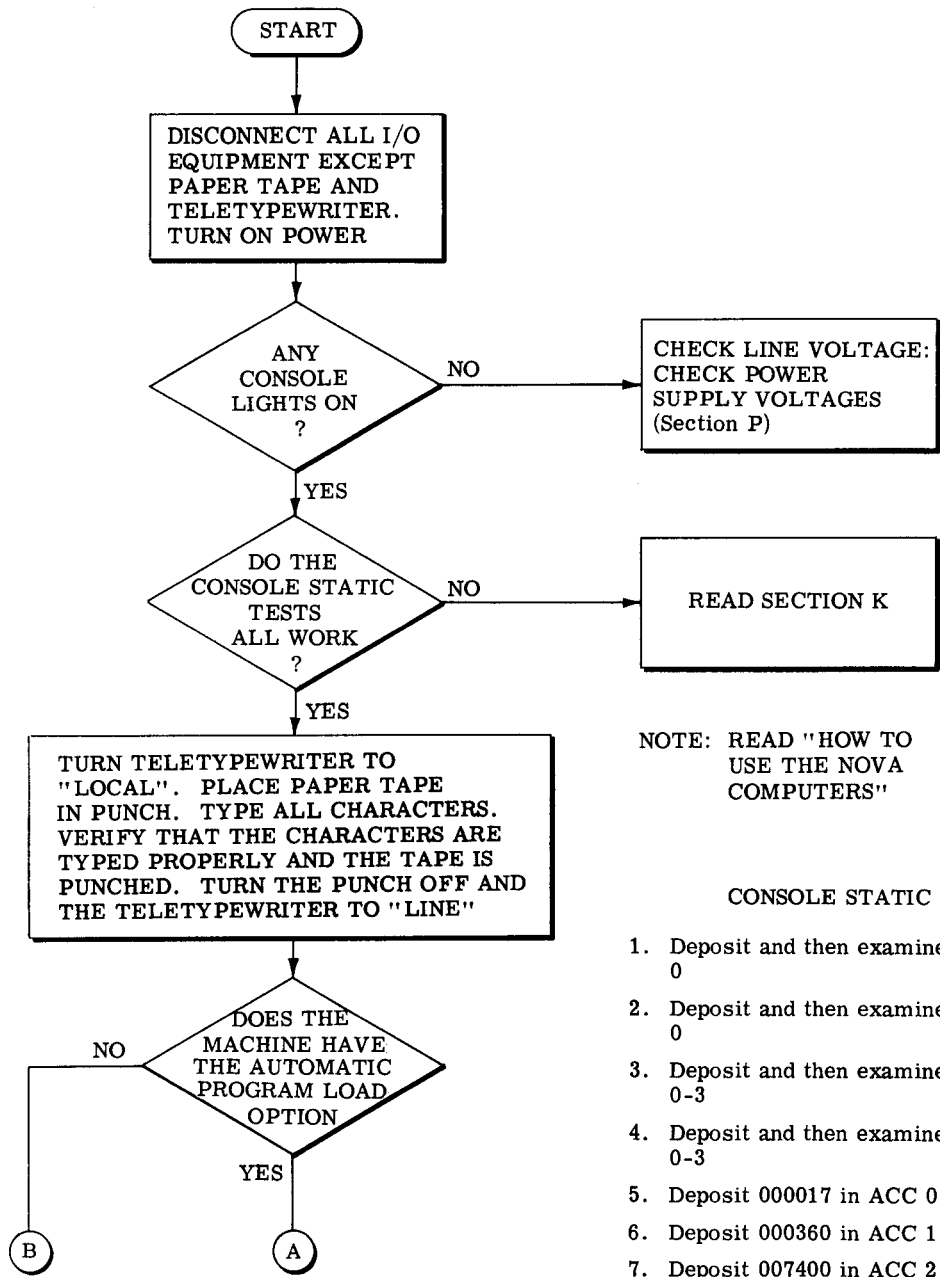 START
DISCONNECT ALL I/O
EQUIPMENT EXCEPT
PAPER TAPE AND
TELETYPEWRITER.
TURN ON POWER
ANY
CONSOLE
LIGHTS ON
?
NO
CHECK LINE VOLTAGE:
CHECK POWER
SUPPLY VOLTAGES
(Section P)
YES
DO THE
CONSOLE STATIC
TESTS
ALL WORK
?
NO
READ SECTION K
YES
NOTE: READ "HOW TO
USE THE NOVA
COMPUTERS"
TURN TELETYPEWRITER TO
"LOCAL". PLACE PAPER TAPE
IN PUNCH. TYPE ALL CHARACTERS.
VERIFY THAT THE CHARACTERS ARE
TYPED PROPERLY AND THE TAPE IS
PUNCHED. TURN THE PUNCH OFF AND
THE TELETYPEWRITER TO "LINE"
DOES THE
MACHINE HAVE
THE AUTOMATIC
PROGRAM LOAD
OPTION
NO
YES
B
A
CONSOLE STATIC
1. Deposit and then examine
0
2. Deposit and then examine
0
3. Deposit and then examine
0-3
4. Deposit and then examine
0-3
5. Deposit 000017 in ACC 0
6. Deposit 000360 in ACC 1
7. Deposit 007400 in ACC 2